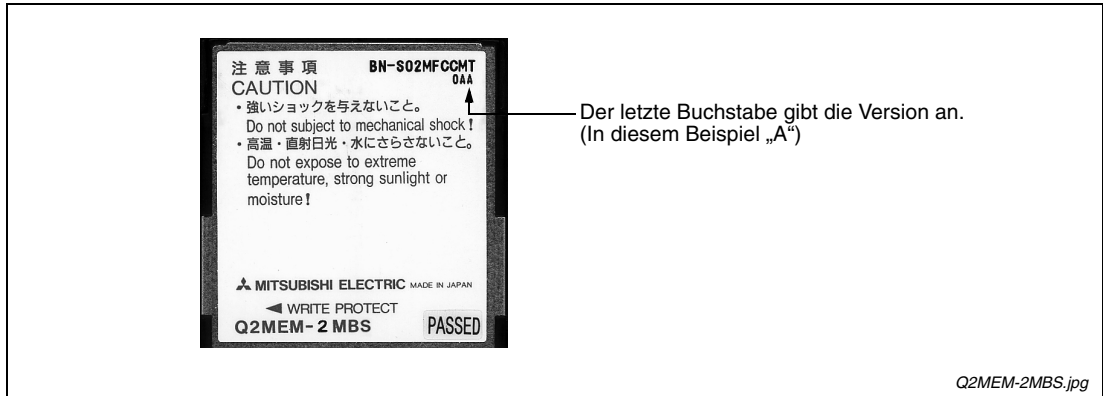 注意事項 BN-S02MFCCMT
0AA
CAUTION
・強いショックを与えないこと。
Do not subject to mechanical shock!
・高温・直射日光・水にさらさないこと。
Do not expose to extreme
temperature, strong sunlight or
moisture!
MITSUBISHI ELECTRIC MADE IN JAPAN
WRITE PROTECT
Q2MEM-2MBS PASSED
Der letzte Buchstabe gibt die Version an.
(In diesem Beispiel „A“)
Q2MEM-2MBS.jpg